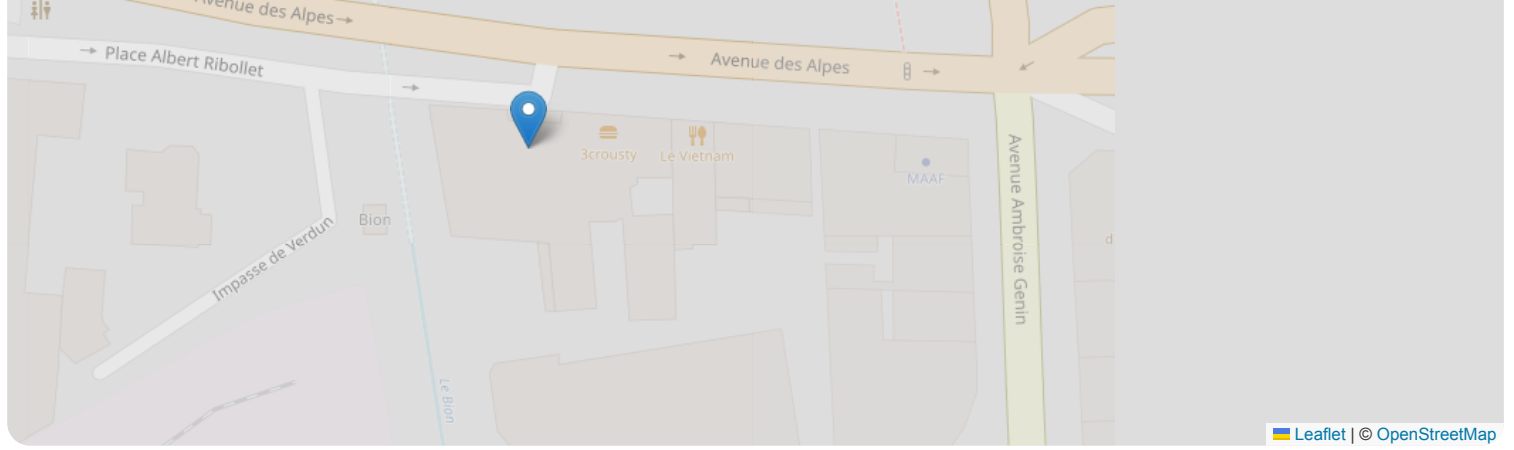 Avenue des Alpes
Place Albert Ribollet
Avenue des Alpes
3crousty
Le Vietnam
MAAF
Avenue Ambroise Genin
Bion
Impasse de Verdun
d
Le Bion
Leaflet | © OpenStreetMap